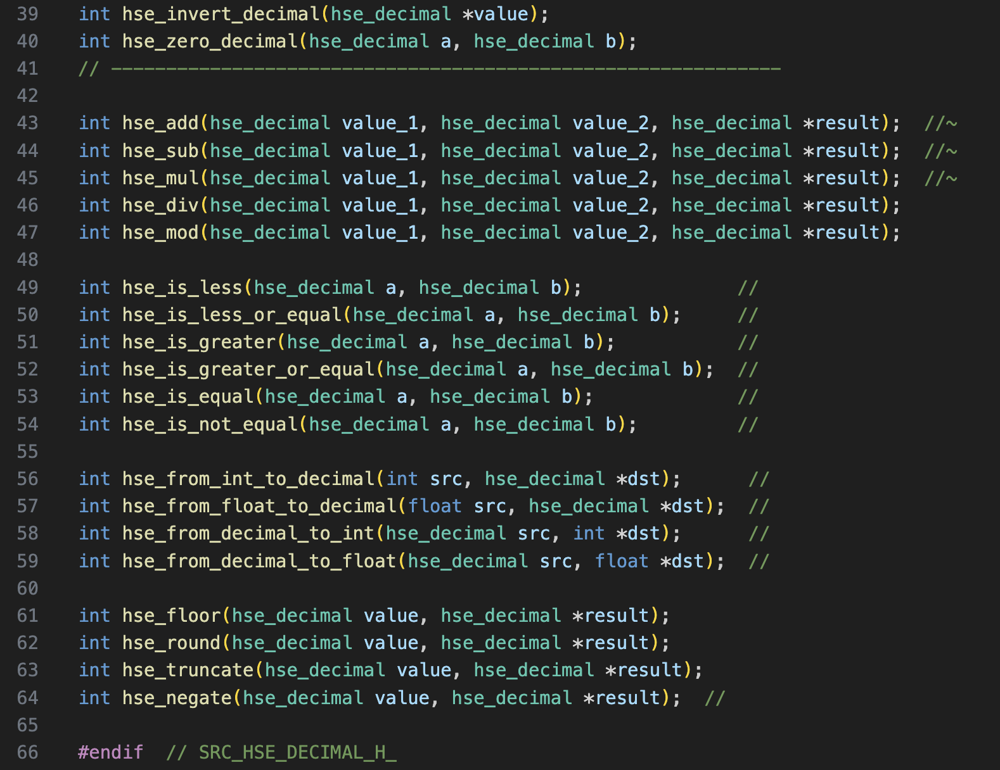 39 int hse_invert_decimal(hse_decimal *value);
40 int hse_zero_decimal(hse_decimal a, hse_decimal b);
41 // -------------------------------------------------------------
42
43 int hse_add(hse_decimal value_1, hse_decimal value_2, hse_decimal *result);  //~
44 int hse_sub(hse_decimal value_1, hse_decimal value_2, hse_decimal *result);  //~
45 int hse_mul(hse_decimal value_1, hse_decimal value_2, hse_decimal *result);  //~
46 int hse_div(hse_decimal value_1, hse_decimal value_2, hse_decimal *result);
47 int hse_mod(hse_decimal value_1, hse_decimal value_2, hse_decimal *result);
48
49 int hse_is_less(hse_decimal a, hse_decimal b);              //
50 int hse_is_less_or_equal(hse_decimal a, hse_decimal b);     //
51 int hse_is_greater(hse_decimal a, hse_decimal b);           //
52 int hse_is_greater_or_equal(hse_decimal a, hse_decimal b);  //
53 int hse_is_equal(hse_decimal a, hse_decimal b);             //
54 int hse_is_not_equal(hse_decimal a, hse_decimal b);         //
55
56 int hse_from_int_to_decimal(int src, hse_decimal *dst);      //
57 int hse_from_float_to_decimal(float src, hse_decimal *dst);  //
58 int hse_from_decimal_to_int(hse_decimal src, int *dst);      //
59 int hse_from_decimal_to_float(hse_decimal src, float *dst);  //
60
61 int hse_floor(hse_decimal value, hse_decimal *result);
62 int hse_round(hse_decimal value, hse_decimal *result);
63 int hse_truncate(hse_decimal value, hse_decimal *result);
64 int hse_negate(hse_decimal value, hse_decimal *result);  //
65
66 #endif  // SRC_HSE_DECIMAL_H_